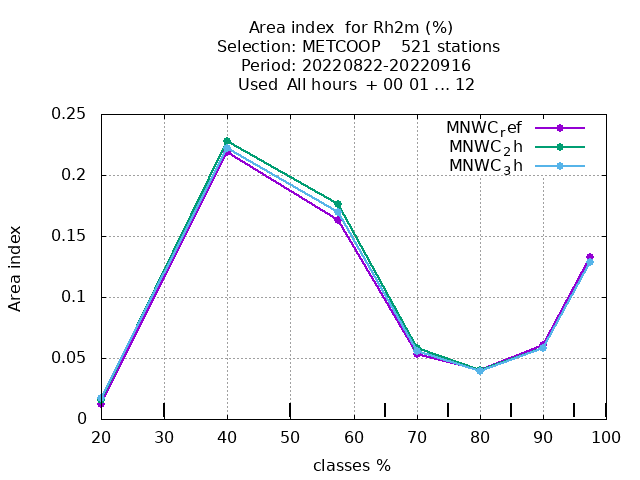 Area index for Rh2m (%)
Selection: METCOOP 521 stations
Period: 20220822-20220916
Used All hours + 00 01 ... 12
0.25
0.2
0.15
0.1
0.05
0
Area index
MNWC_ref
MNWC_2h
MNWC_3h
20 30 40 50 60 70 80 90 100
classes %